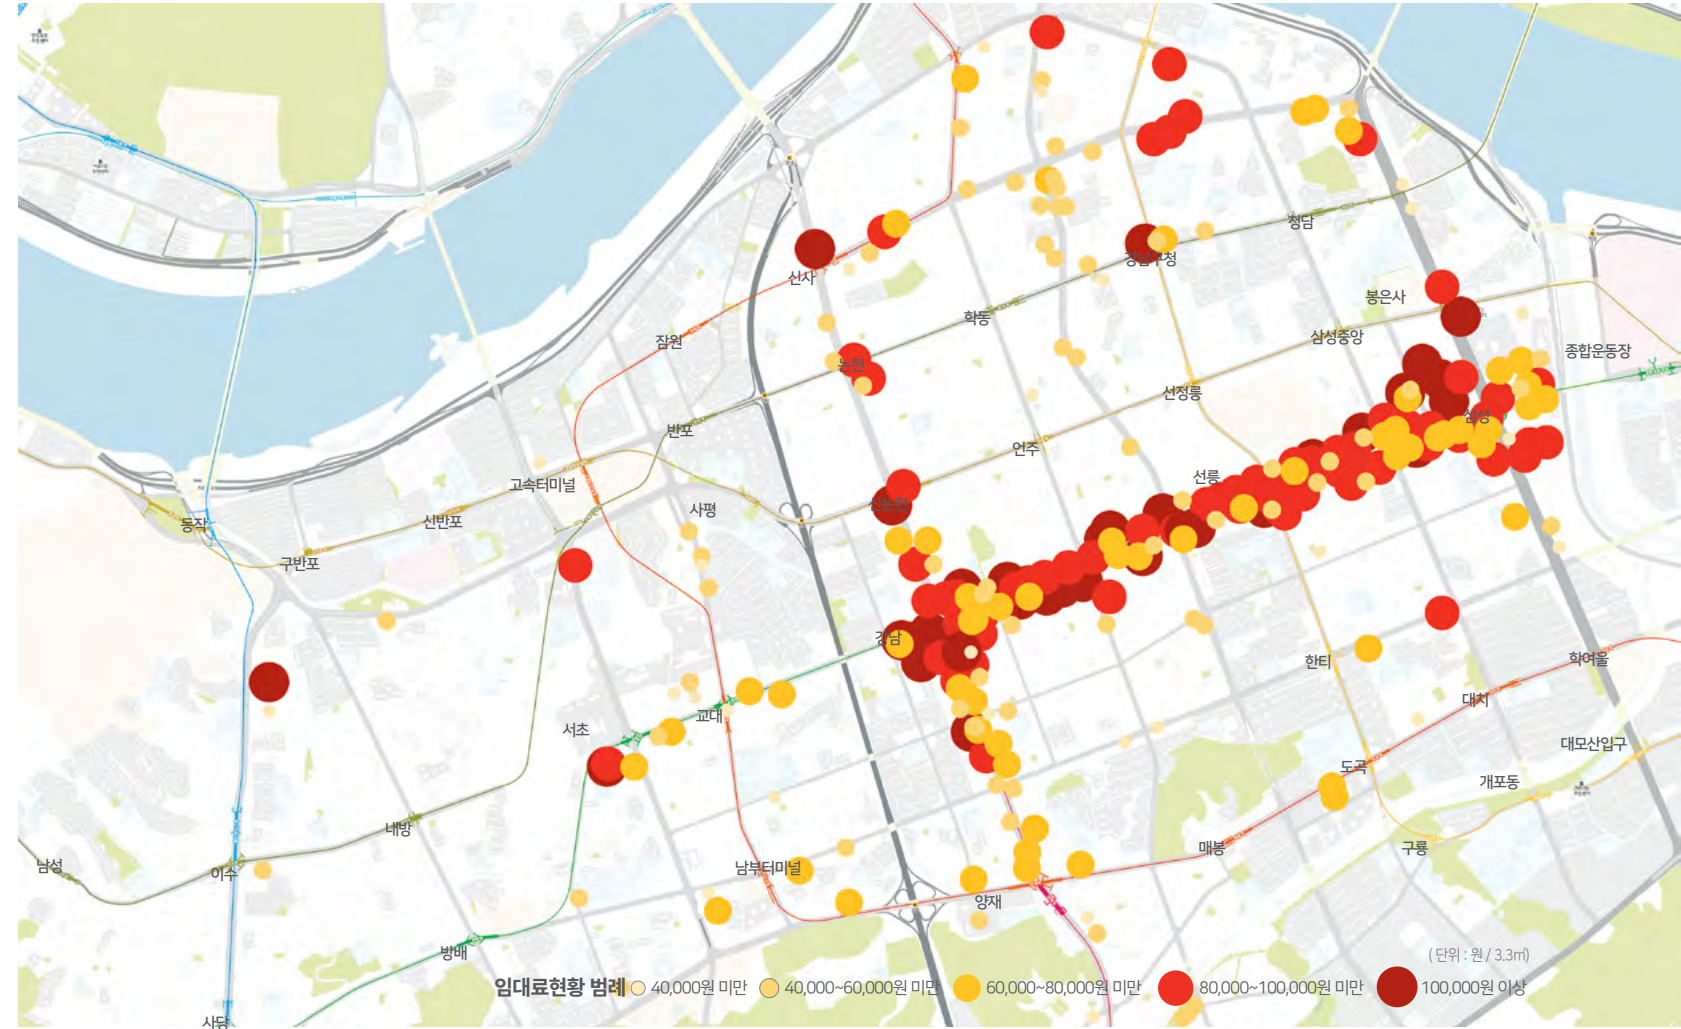 청담
강남구청
신사
봉은사
학동
삼성중앙
잠원
종합운동장
논현
선정릉
삼성
반포
언주
선릉
고속터미널
신논현
사평
신반포
동작
구반포
강남
한티
학여울
대치
교대
서초
대모산입구
도곡
개포동
내방
매봉
구룡
남성
이수
남부터미널
양재
방배
( 단위 : 원 / 3.3㎡)
임대료현황 범례 40,000원 미만 40,000~60,000원 미만 60,000~80,000원 미만 80,000~100,000원 미만 100,000원 이상
사당